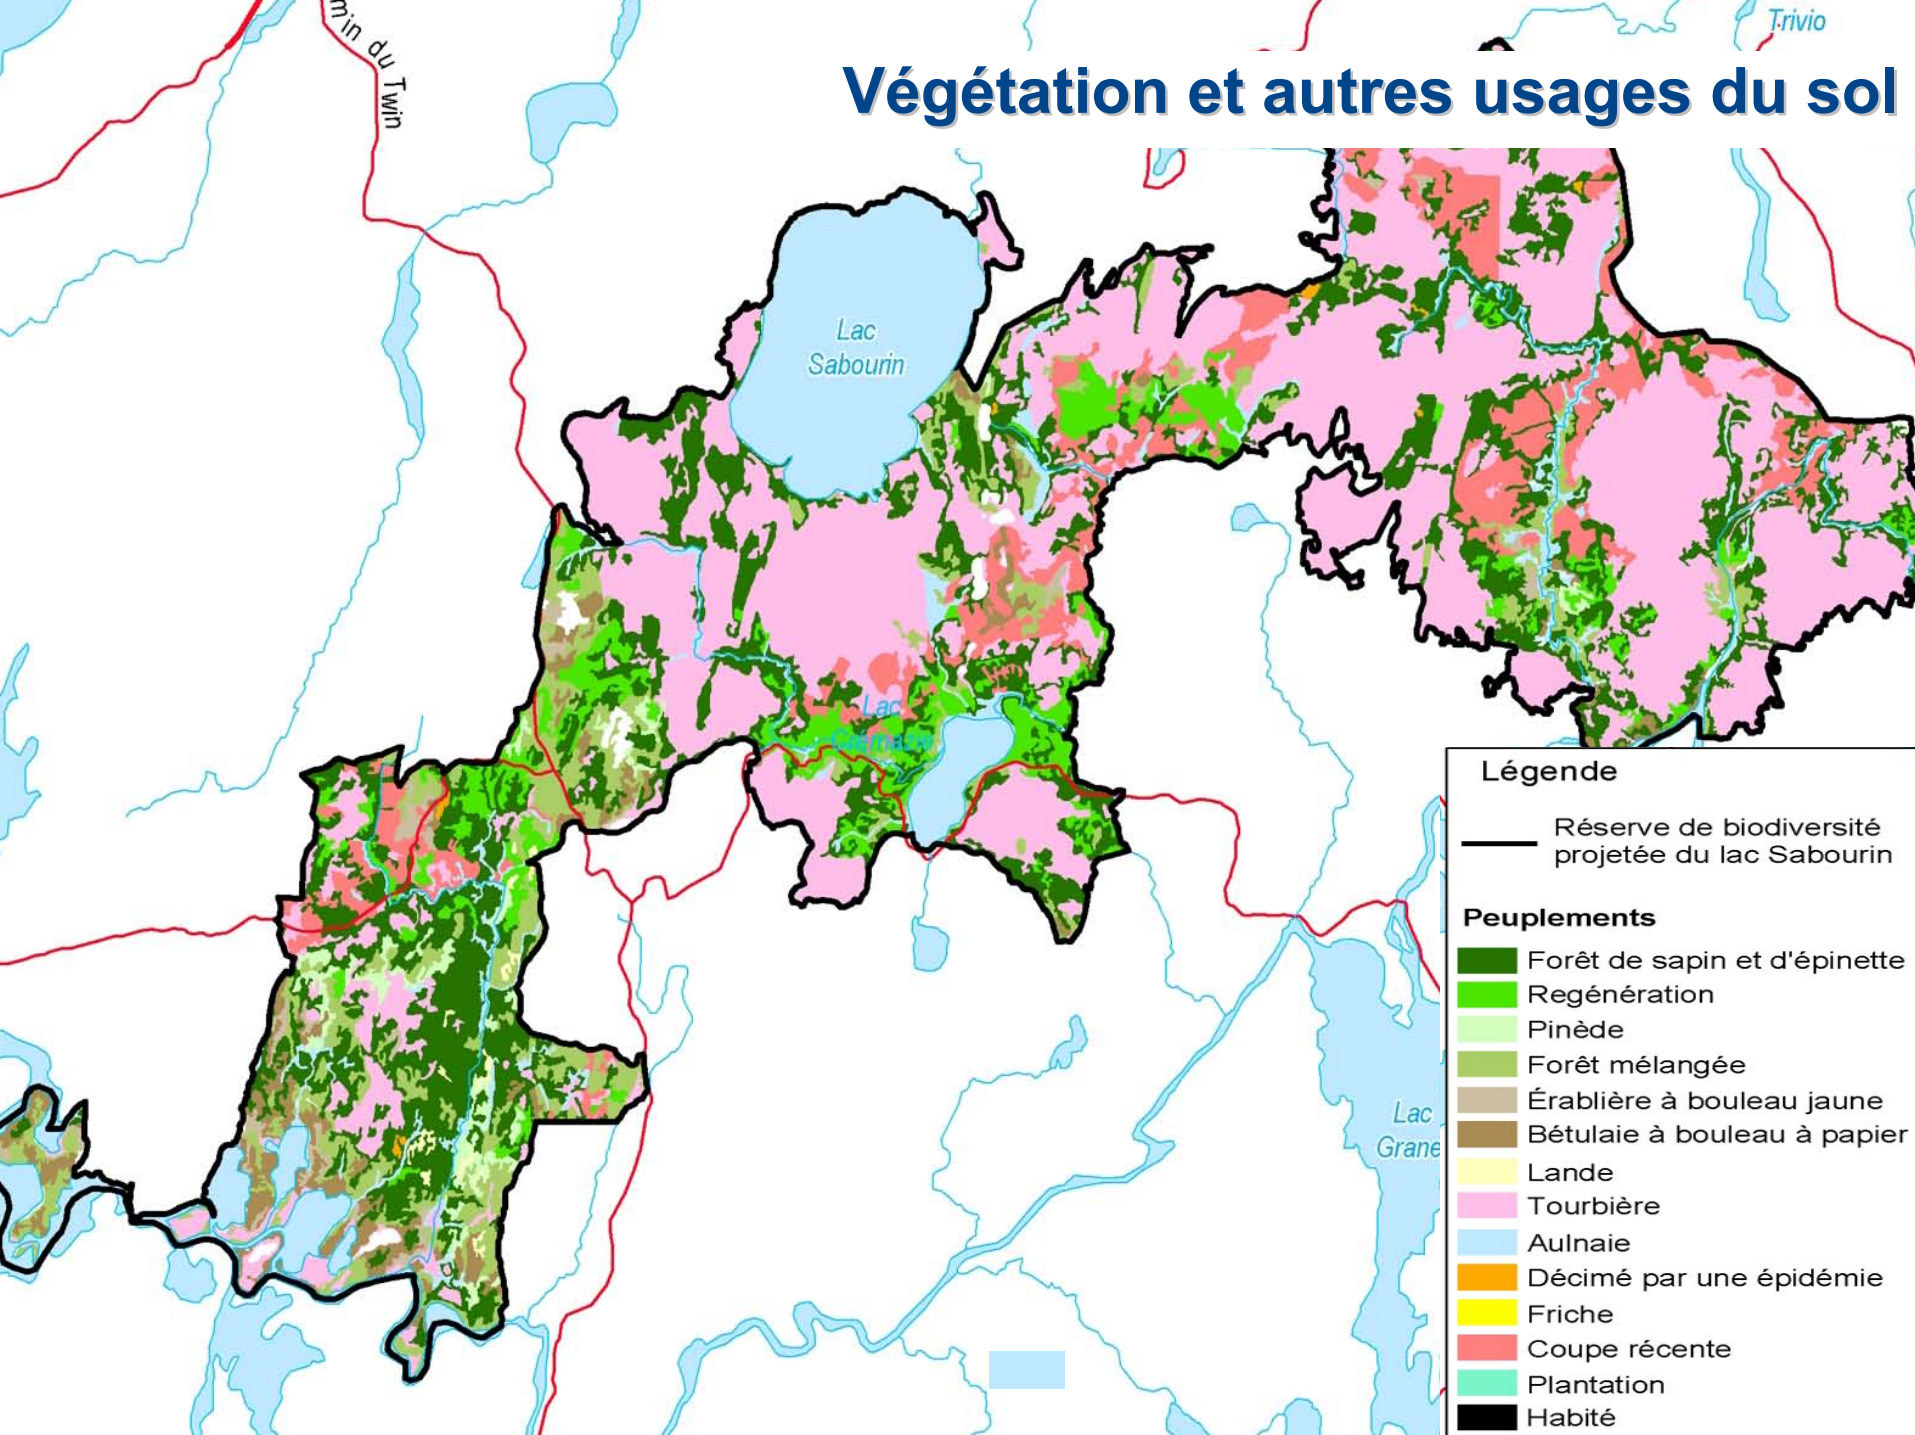 Trivio
min du Twin
Végétation et autres usages du sol
Lac
Sabourin
Lac
Crémazie
Légende
Réserve de biodiversité
projetée du lac Sabourin
Peuplements
Forêt de sapin et d'épinette
Regénération
Pinède
Forêt mélangée
Érablière à bouleau jaune
Bétulaie à bouleau à papier
Lande
Tourbière
Aulnaie
Décimé par une épidémie
Friche
Coupe récente
Plantation
Habité
Lac
Grane